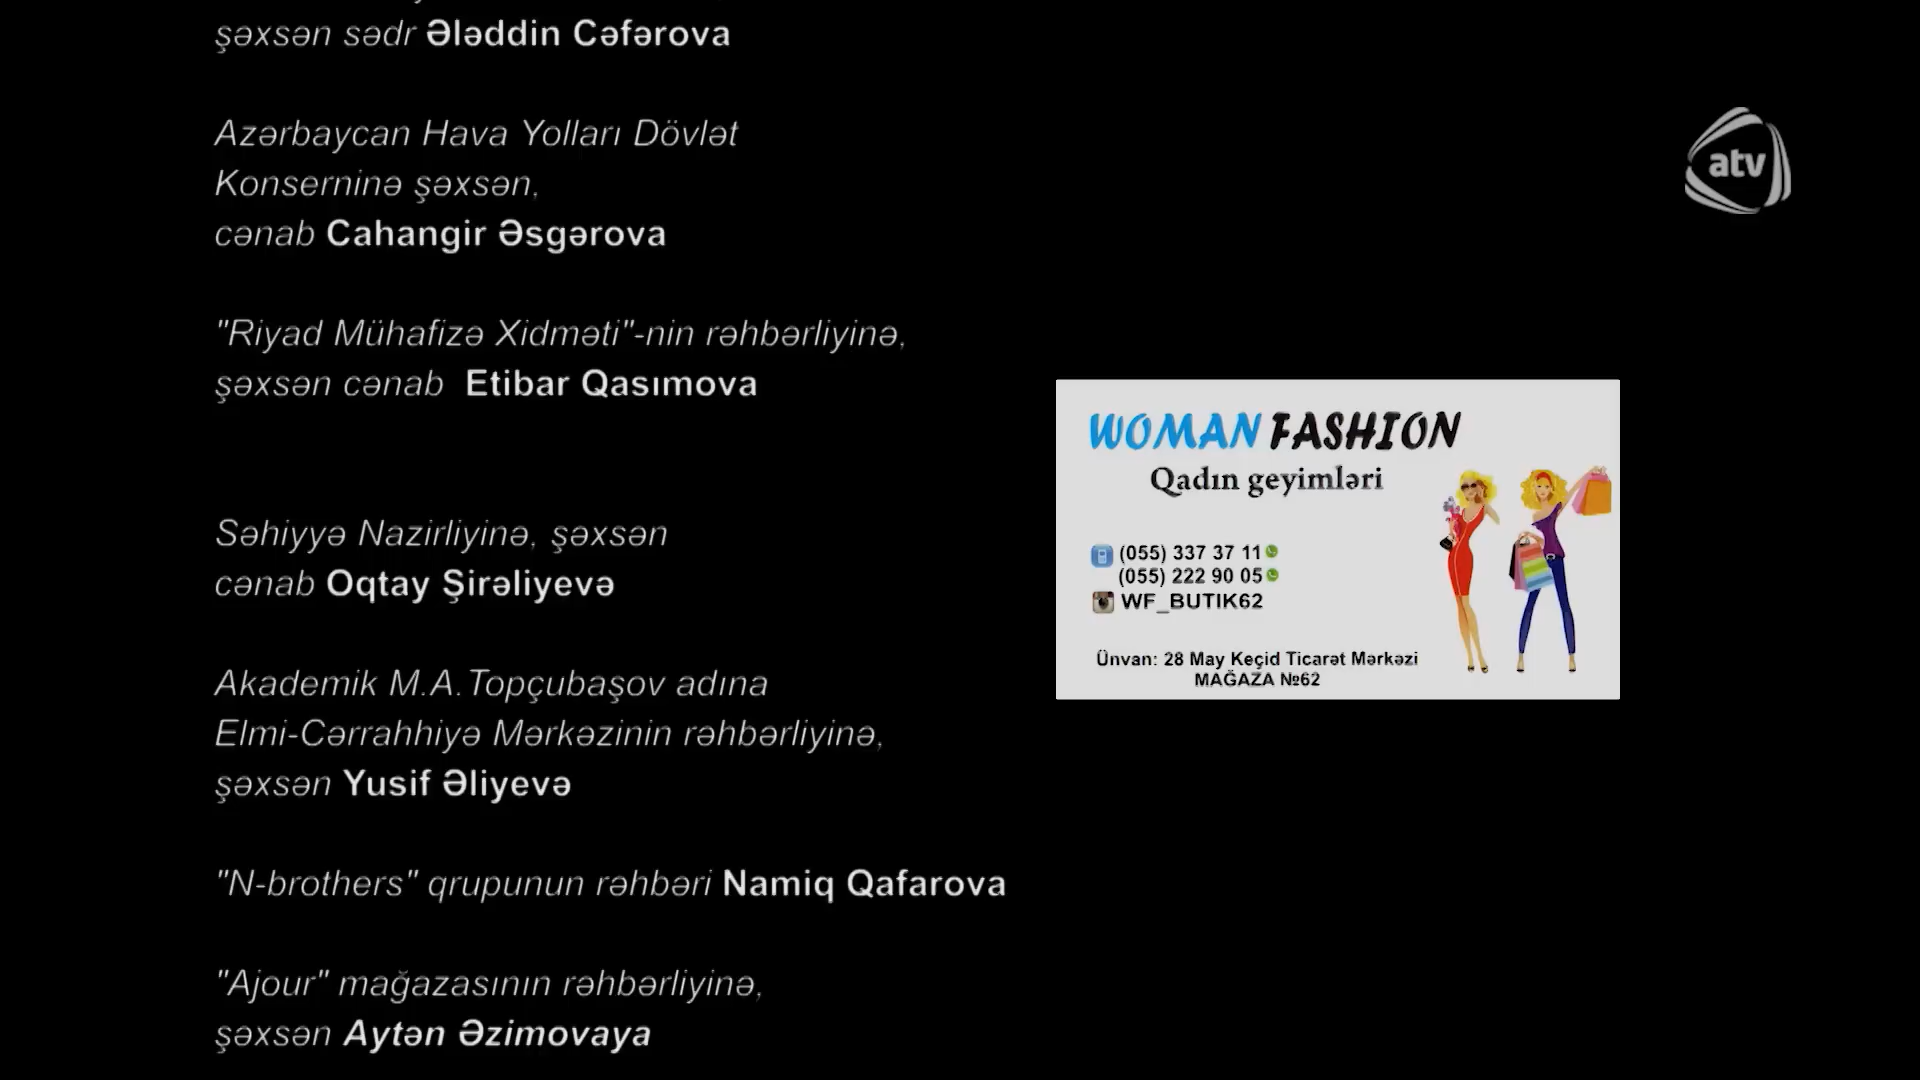 şəxsən sədr Ələddin Cəfərova
Azərbaycan Hava Yolları Dövlət
Konserninə şəxsən,
cənab Cahangir Əsgərova
"Riyad Mühafizə Xidməti"-nin rəhbərliyinə,
şəxsən cənab Etibar Qasımova
Səhiyyə Nazirliyinə, şəxsən
cənab Oqtay Şirəliyevə
Akademik M.A.Topçubaşov adına
Elmi-Cərrahhiyə Mərkəzinin rəhbərliyinə,
şəxsən Yusif Əliyevə
"N-brothers" qrupunun rəhbəri Namiq Qafarova
"Ajour" mağazasının rəhbərliyinə,
şəxsən Aytən Əzimovaya
atv
WOMAN FASHION
Qadın geyimləri
(055) 337 37 11
(055) 222 90 05
WF_BUTIK62
Ünvan: 28 May Keçid Ticarət Mərkəzi
MAĞAZA №62